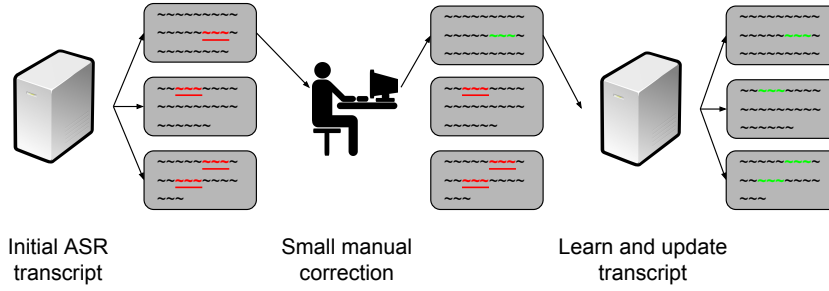 Initial ASR
transcript
Small manual
correction
Learn and update
transcript